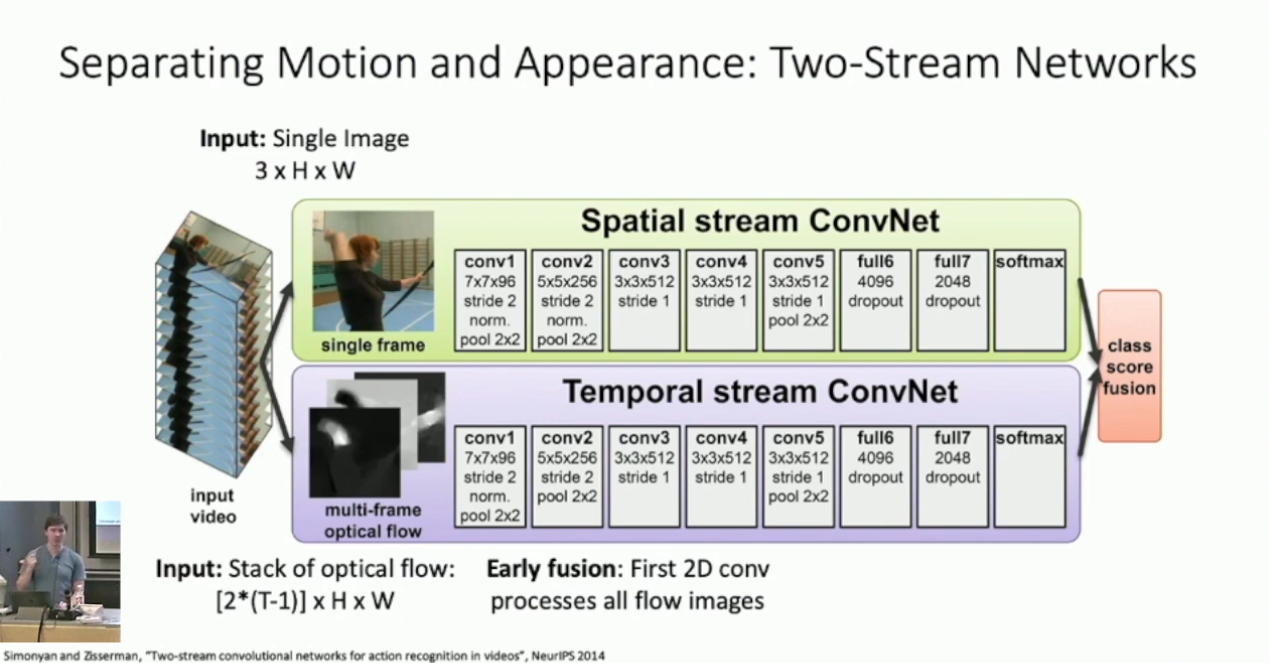 Separating Motion and Appearance: Two-Stream Networks
Input: Single Image
3 x H x W
Spatial stream ConvNet
single frame
conv1
7x7x96
stride 2
norm.
pool 2x2
conv2
5x5x256
stride 2
norm.
pool 2x2
conv3
3x3x512
stride 1
conv4
3x3x512
stride 1
conv5
3x3x512
stride 1
pool 2x2
full6
4096
dropout
full7
2048
dropout
softmax
Temporal stream ConvNet
multi-frame
optical flow
conv1
7x7x96
stride 2
norm.
pool 2x2
conv2
5x5x256
stride 2
pool 2x2
conv3
3x3x512
stride 1
conv4
3x3x512
stride 1
conv5
3x3x512
stride 1
pool 2x2
full6
4096
dropout
full7
2048
dropout
softmax
class
score
fusion
input
video
Input: Stack of optical flow:
[2*(T-1)] x H x W
Early fusion: First 2D conv
processes all flow images
Simonyan and Zisserman, "Two-stream convolutional networks for action recognition in videos", NeurIPS 2014